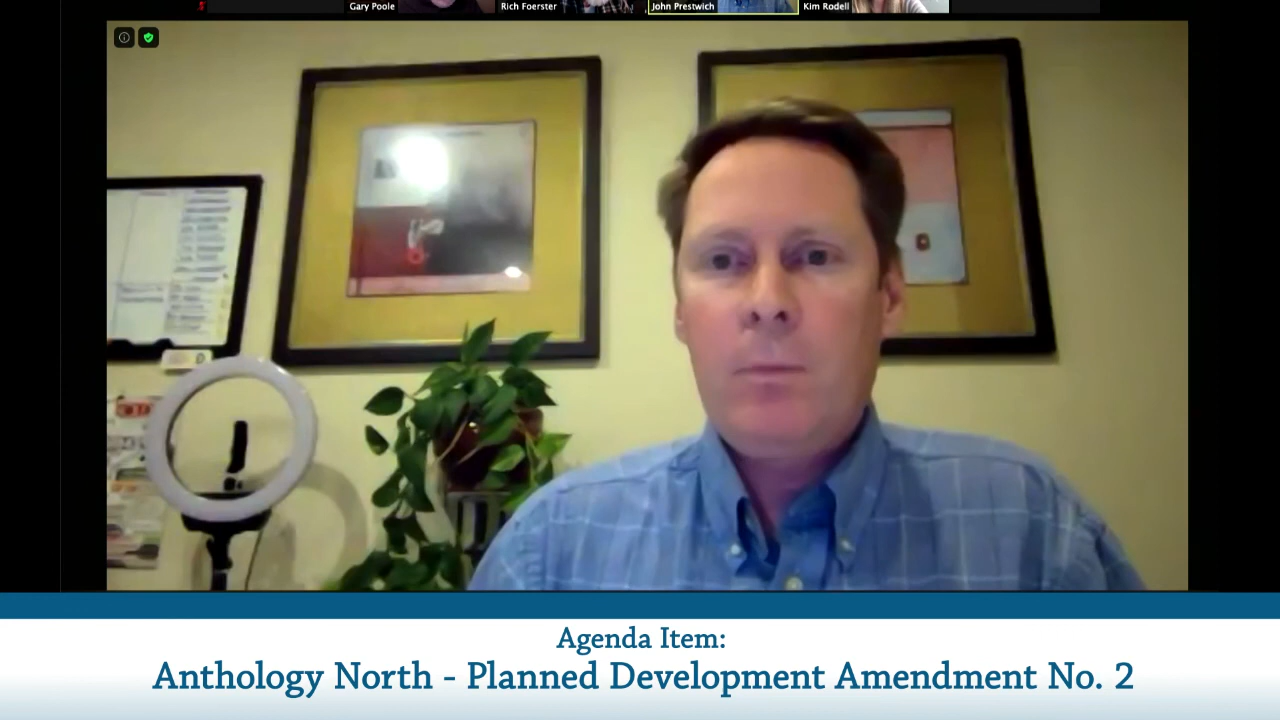 Gary Poole
Rich Foerster
John Prestwich
Kim Rodell
Agenda Item:
Anthology North - Planned Development Amendment No. 2